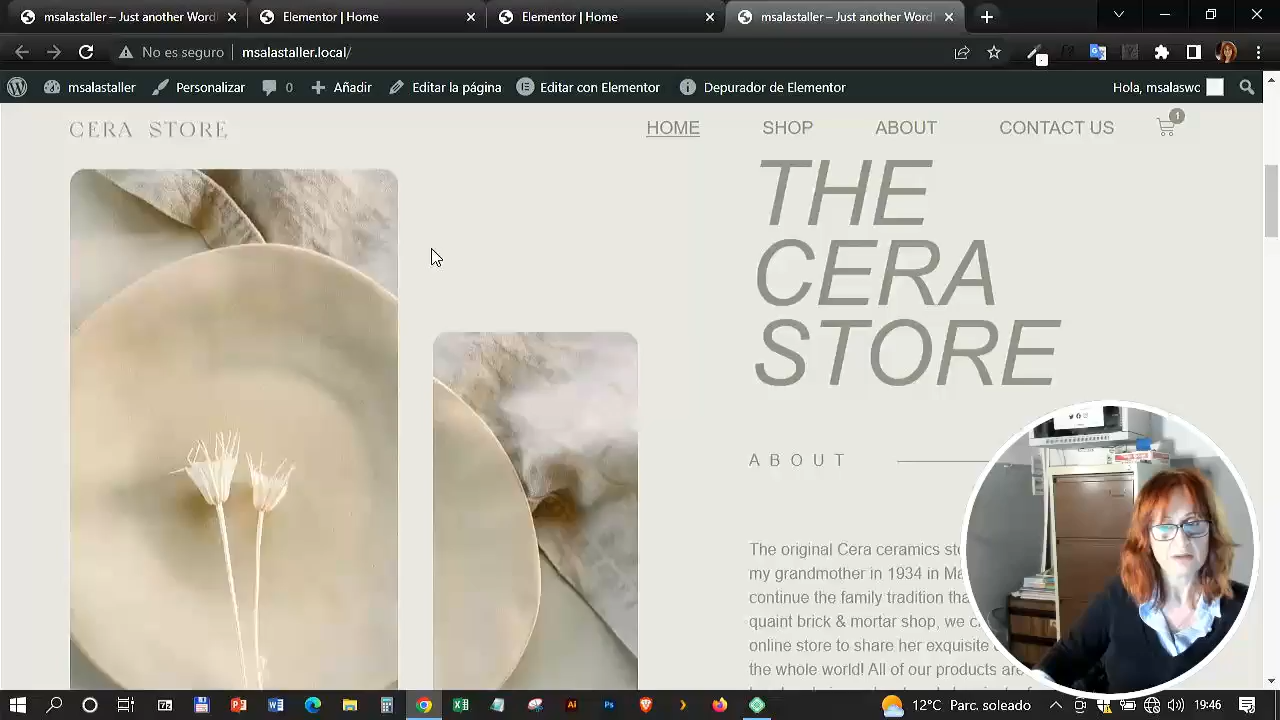 msalastaller – Just another Word
Elementor | Home
Elementor | Home
msalastaller – Just another Word
No es seguro
msalastaller.local/
msalastaller
Personalizar
0
Añadir
Editar la página
Editar con Elementor
Depurador de Elementor
Hola, msalaswc
CERA STORE
HOME
SHOP
ABOUT
CONTACT US
1
THE
CERA
STORE
ABOUT
The original Cera ceramics
my grandmother in 1934 in
continue the family tradition
quaint brick & mortar shop, we
online store to share her exquisite
the whole world! All of our products are
12°C Parc. soleado
19:46